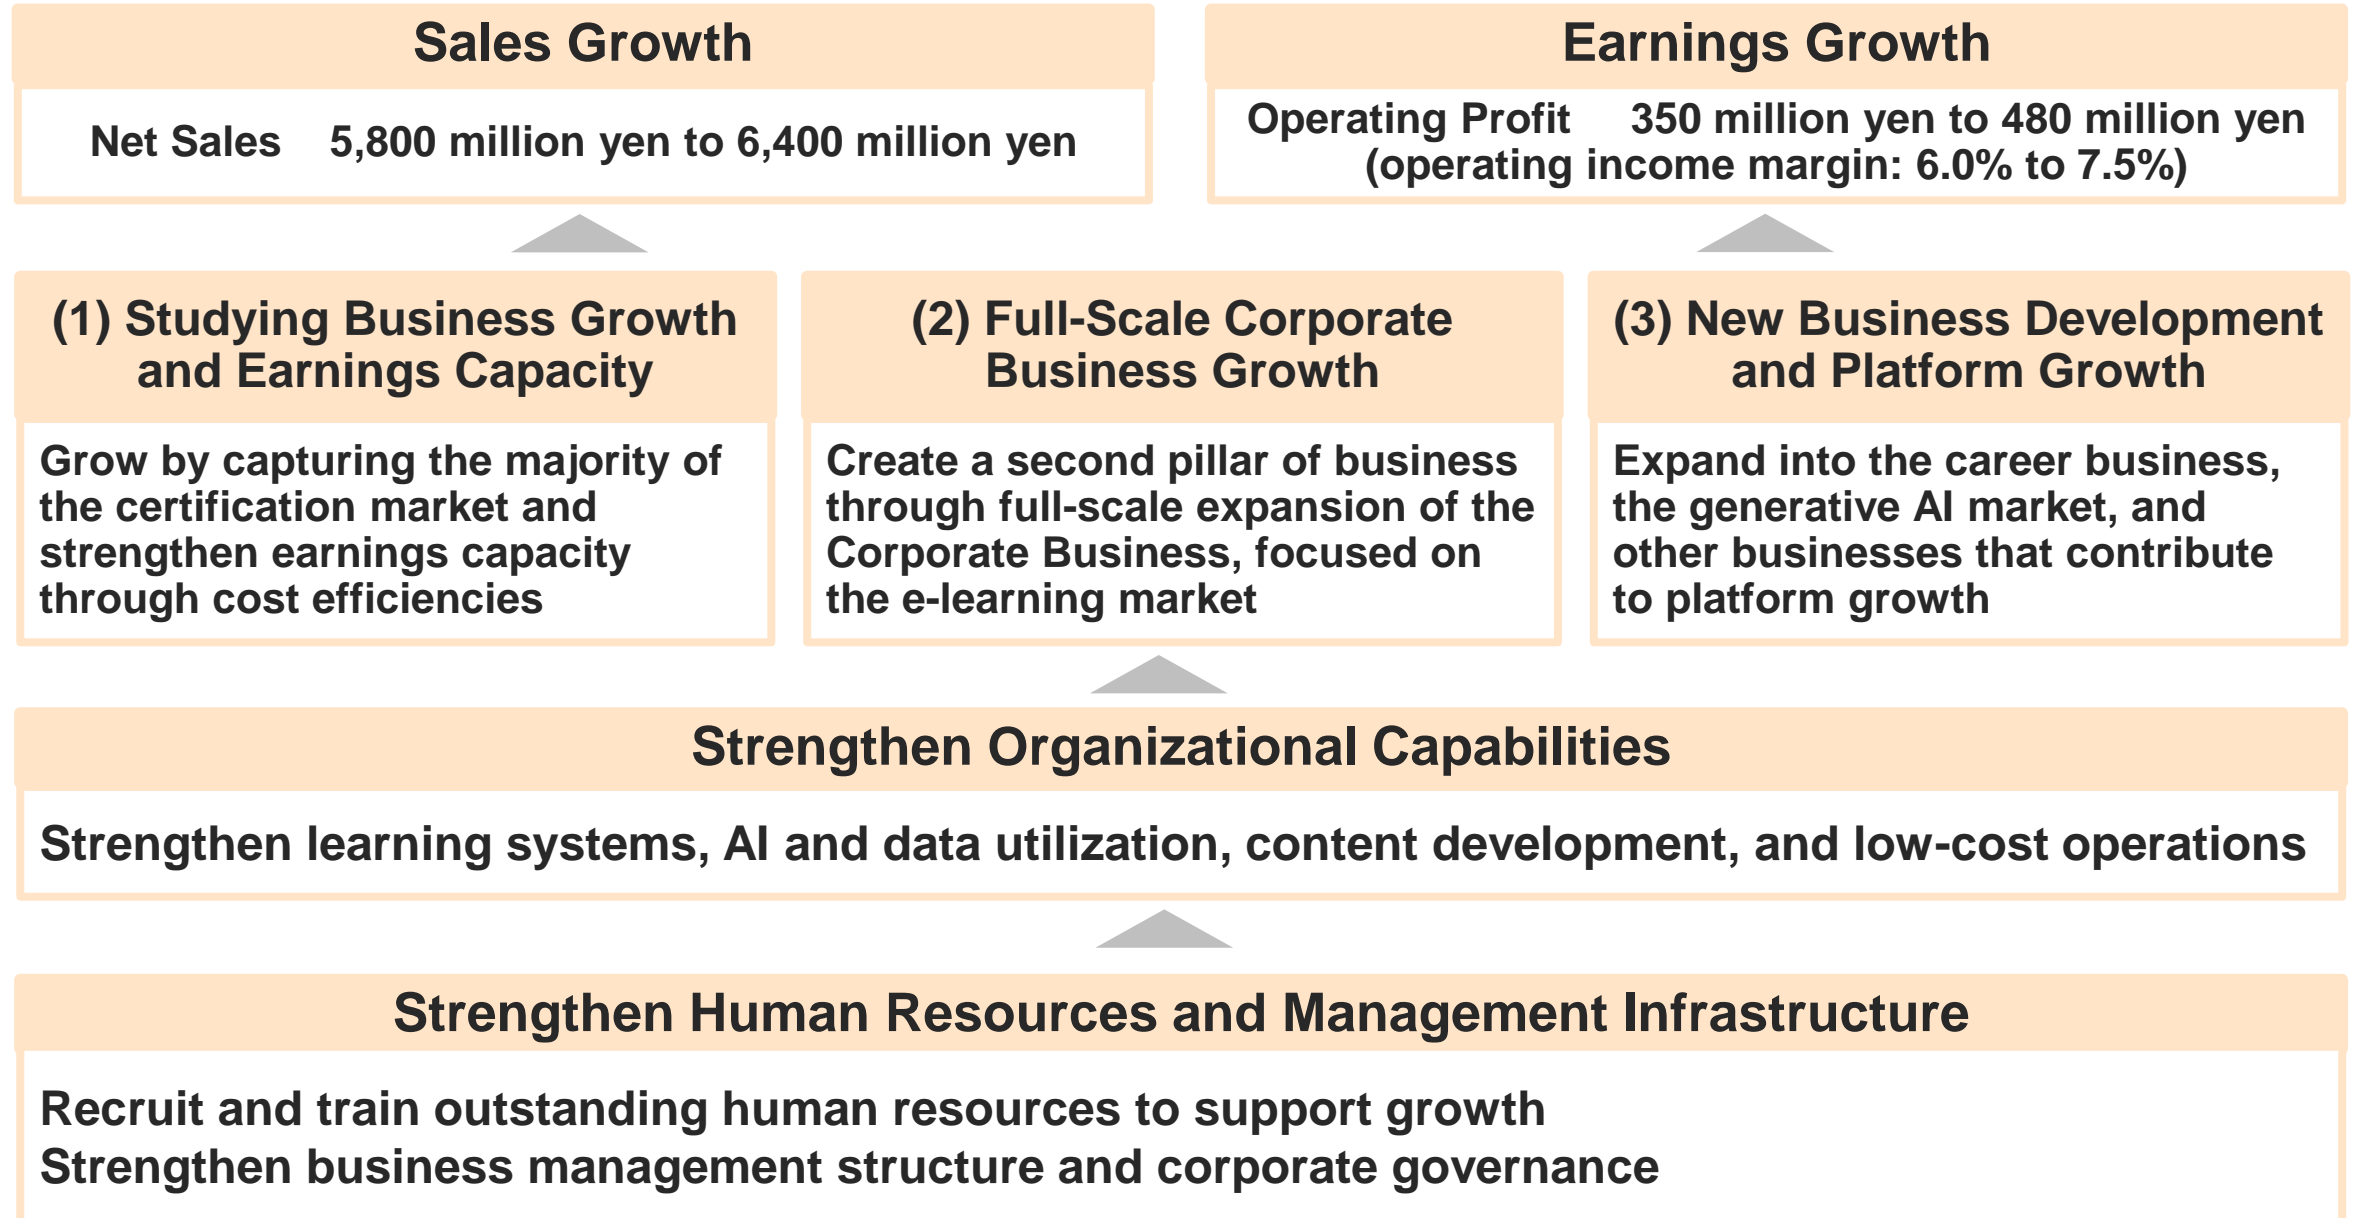 Sales Growth
Net Sales 5,800 million yen to 6,400 million yen
Earnings Growth
Operating Profit 350 million yen to 480 million yen
(operating income margin: 6.0% to 7.5%)
(1) Studying Business Growth
and Earnings Capacity
Grow by capturing the majority of
the certification market and
strengthen earnings capacity
through cost efficiencies
(2) Full-Scale Corporate
Business Growth
Create a second pillar of business
through full-scale expansion of the
Corporate Business, focused on
the e-learning market
(3) New Business Development
and Platform Growth
Expand into the career business,
the generative AI market, and
other businesses that contribute
to platform growth
Strengthen Organizational Capabilities
Strengthen learning systems, AI and data utilization, content development, and low-cost operations
Strengthen Human Resources and Management Infrastructure
Recruit and train outstanding human resources to support growth
Strengthen business management structure and corporate governance